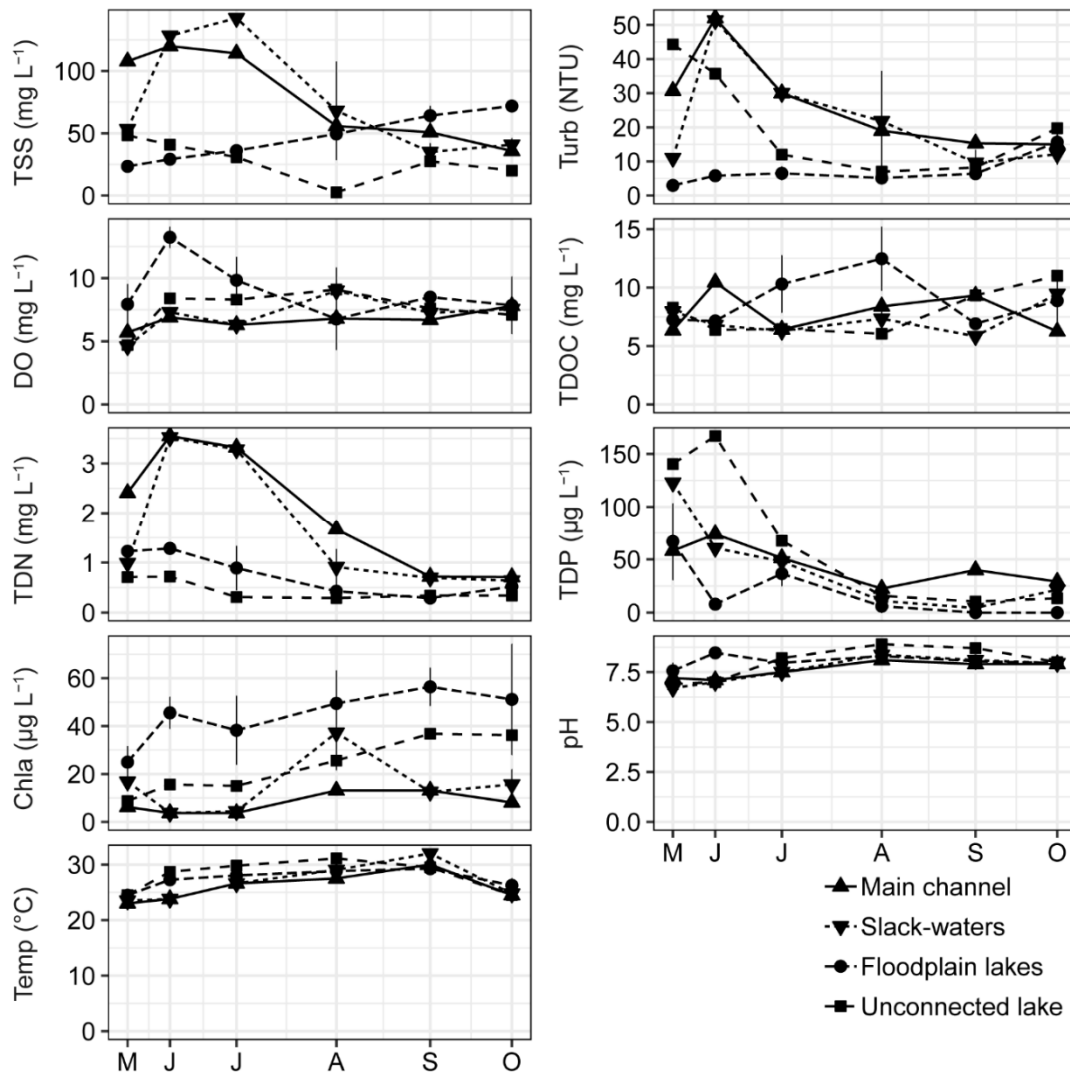 TSS (mg L⁻¹)
100
50
0
Turb (NTU)
50
40
30
20
10
0
DO (mg L⁻¹)
10
5
0
TDOC (mg L⁻¹)
15
10
5
0
TDN (mg L⁻¹)
3
2
1
0
TDP (µg L⁻¹)
150
100
50
0
Chla (µg L⁻¹)
60
40
20
0
pH
7.5
5.0
2.5
0.0
M J J A S O
Temp (°C)
30
20
10
0
M J J A S O
Main channel
Slack-waters
Floodplain lakes
Unconnected lake